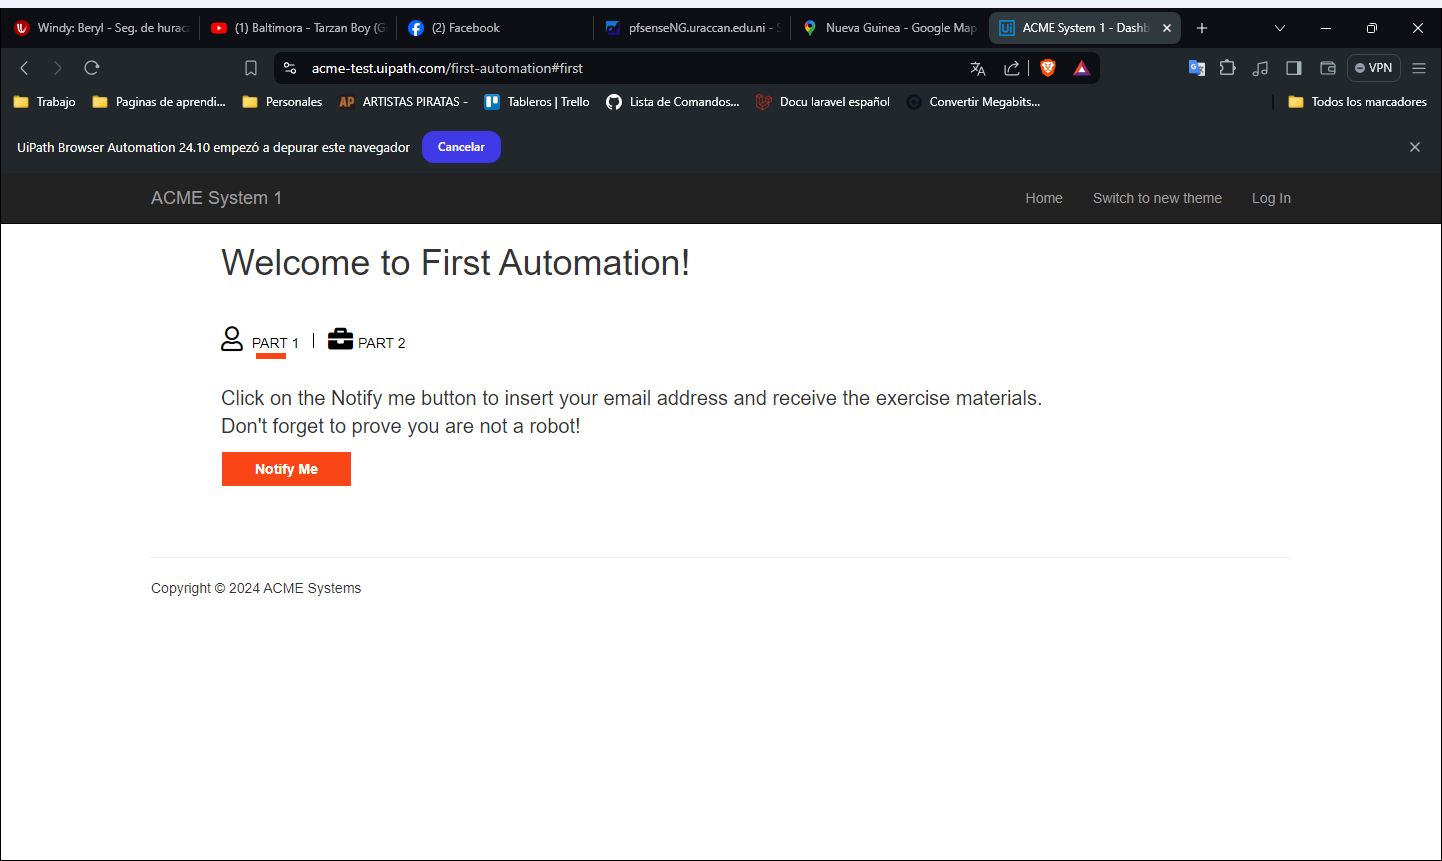 Windy: Beryl - Seg. de hurac
(1) Baltimora - Tarzan Boy (G
(2) Facebook
pfsenseNG.uraccan.edu.ni - S
Nueva Guinea - Google Map
ACME System 1 - Dashb
acme-test.uipath.com/first-automation#first
VPN
Trabajo
Paginas de aprendi...
Personales
AP ARTISTAS PIRATAS -
Tableros | Trello
Lista de Comandos...
Docu laravel español
Convertir Megabits...
Todos los marcadores
UiPath Browser Automation 24.10 empezó a depurar este navegador
Cancelar
ACME System 1
Home
Switch to new theme
Log In
Welcome to First Automation!
PART 1
PART 2
Click on the Notify me button to insert your email address and receive the exercise materials.
Don't forget to prove you are not a robot!
Notify Me
Copyright © 2024 ACME Systems